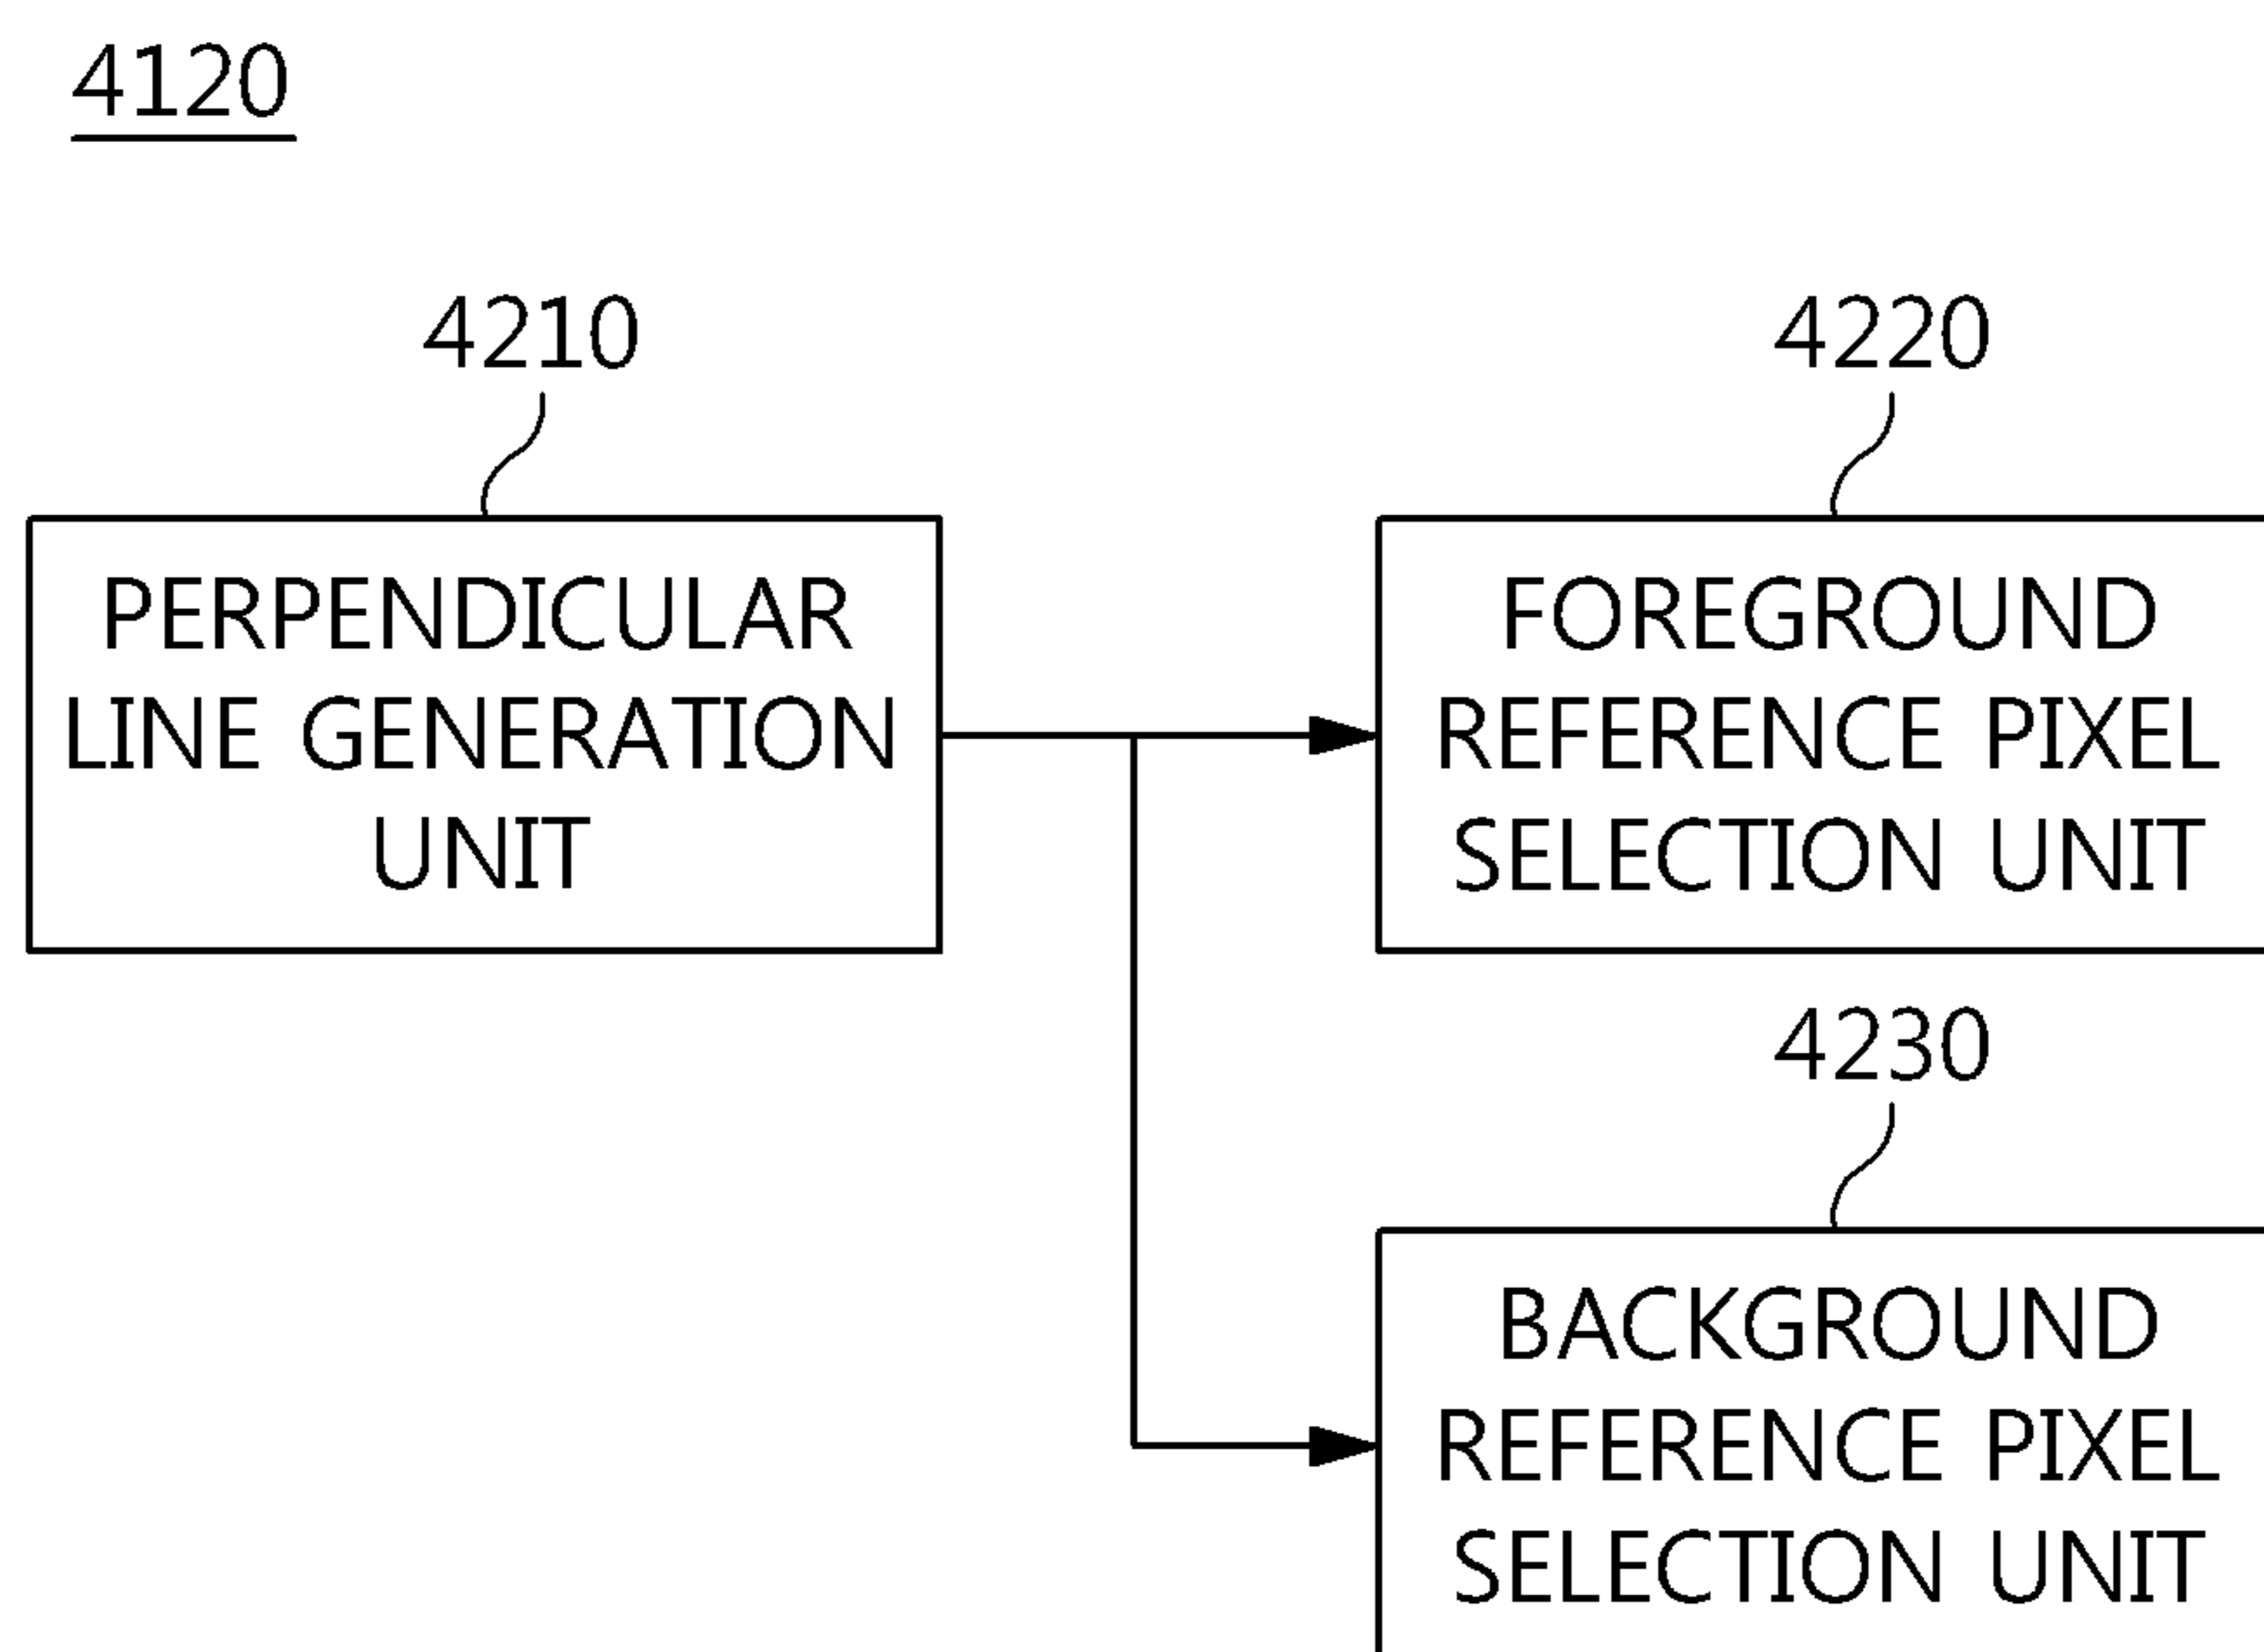 4120
4210
PERPENDICULAR
LINE GENERATION
UNIT
4220
FOREGROUND
REFERENCE PIXEL
SELECTION UNIT
4230
BACKGROUND
REFERENCE PIXEL
SELECTION UNIT